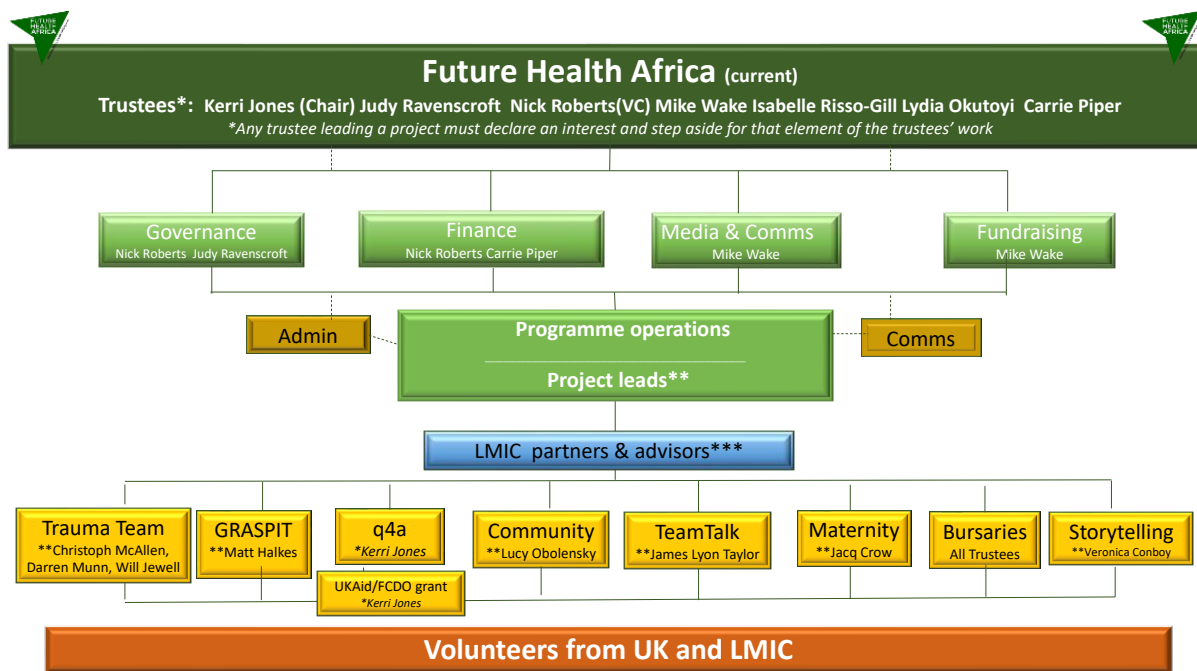 FUTURE
HEALTH
AFRICA
FUTURE
HEALTH
AFRICA
Future Health Africa (current)
Trustees*: Kerri Jones (Chair) Judy Ravenscroft Nick Roberts(VC) Mike Wake Isabelle Risso-Gill Lydia Okutoyi Carrie Piper
*Any trustee leading a project must declare an interest and step aside for that element of the trustees' work
Governance
Nick Roberts Judy Ravenscroft
Finance
Nick Roberts Carrie Piper
Media & Comms
Mike Wake
Fundraising
Mike Wake
Admin
Programme operations
Project leads**
Comms
LMIC partners & advisors***
Trauma Team
**Christoph McAllen,
Darren Munn, Will Jewell
GRASPIT
**Matt Halkes
q4a
*Kerri Jones
UKAid/FCDO grant
*Kerri Jones
Community
**Lucy Obolensky
TeamTalk
**James Lyon Taylor
Maternity
**Jacq Crow
Bursaries
All Trustees
Storytelling
**Veronica Conboy
Volunteers from UK and LMIC